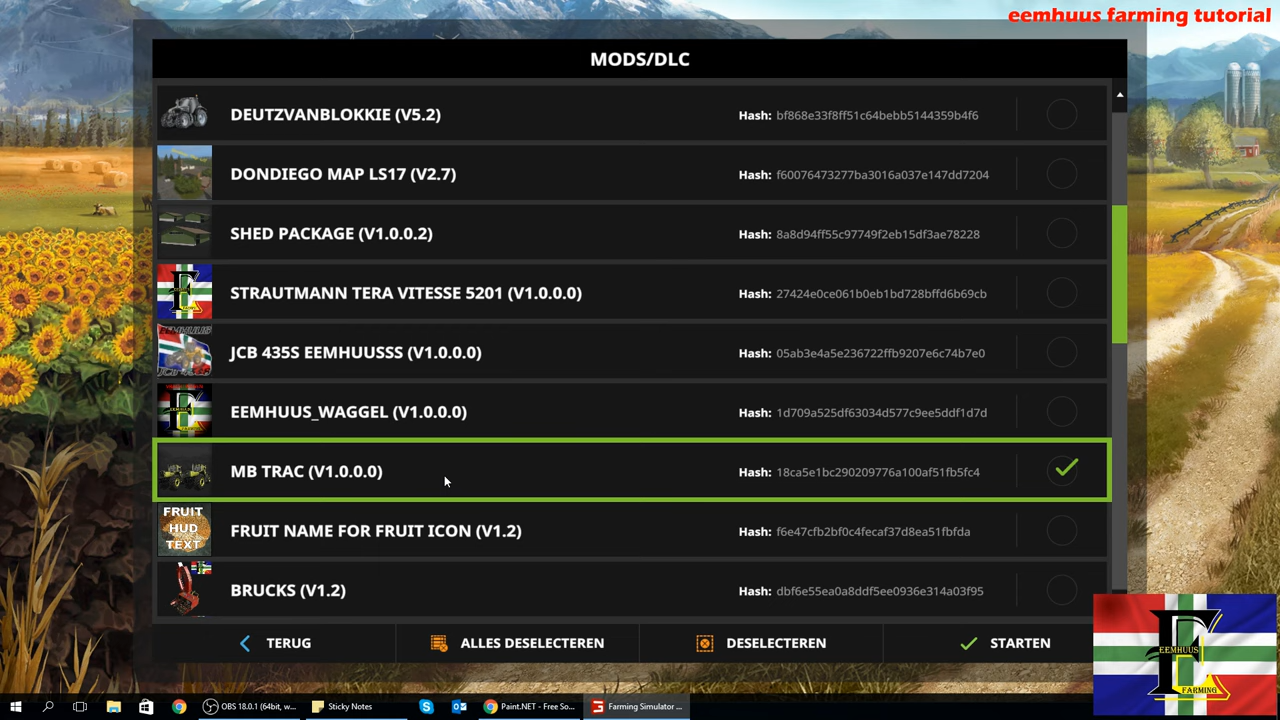 eemhuus farming tutorial
MODS/DLC
DEUTZVANBLOKKIE (V5.2) Hash: bf868e33f8ff51c64bebb5144359b4f6
DONDIEGO MAP LS17 (V2.7) Hash: f60076473277ba3016a037e147dd7204
SHED PACKAGE (V1.0.0.2) Hash: 8a8d94ff55c97749f2eb15df3ae78228
STRAUTMANN TERA VITESSE 5201 (V1.0.0.0) Hash: 27424e0ce061b0eb1bd728bffd6b69cb
JCB 435S EEMHUUSSS (V1.0.0.0) Hash: 05ab3e4a5e236722ffb9207e6c74b7e0
EEMHUUS_WAGGEL (V1.0.0.0) Hash: 1d709a525df63034d577c9ee5ddf1d7d
MB TRAC (V1.0.0.0) Hash: 18ca5e1bc290209776a100af51fb5fc4
FRUIT
HUD
TEXT
FRUIT NAME FOR FRUIT ICON (V1.2) Hash: f6e47cfb2bf0c4fecaf37d8ea51fbfda
BRUCKS (V1.2) Hash: dbf6e55ea0a8ddf5ee0936e314a03f95
TERUG ALLES DESELECTEREN DESELECTEREN STARTEN
E
EEMHUUS
FARMING
OBS 18.0.1 (64bit, w... Sticky Notes Paint.NET - Free So... Farming Simulator ...